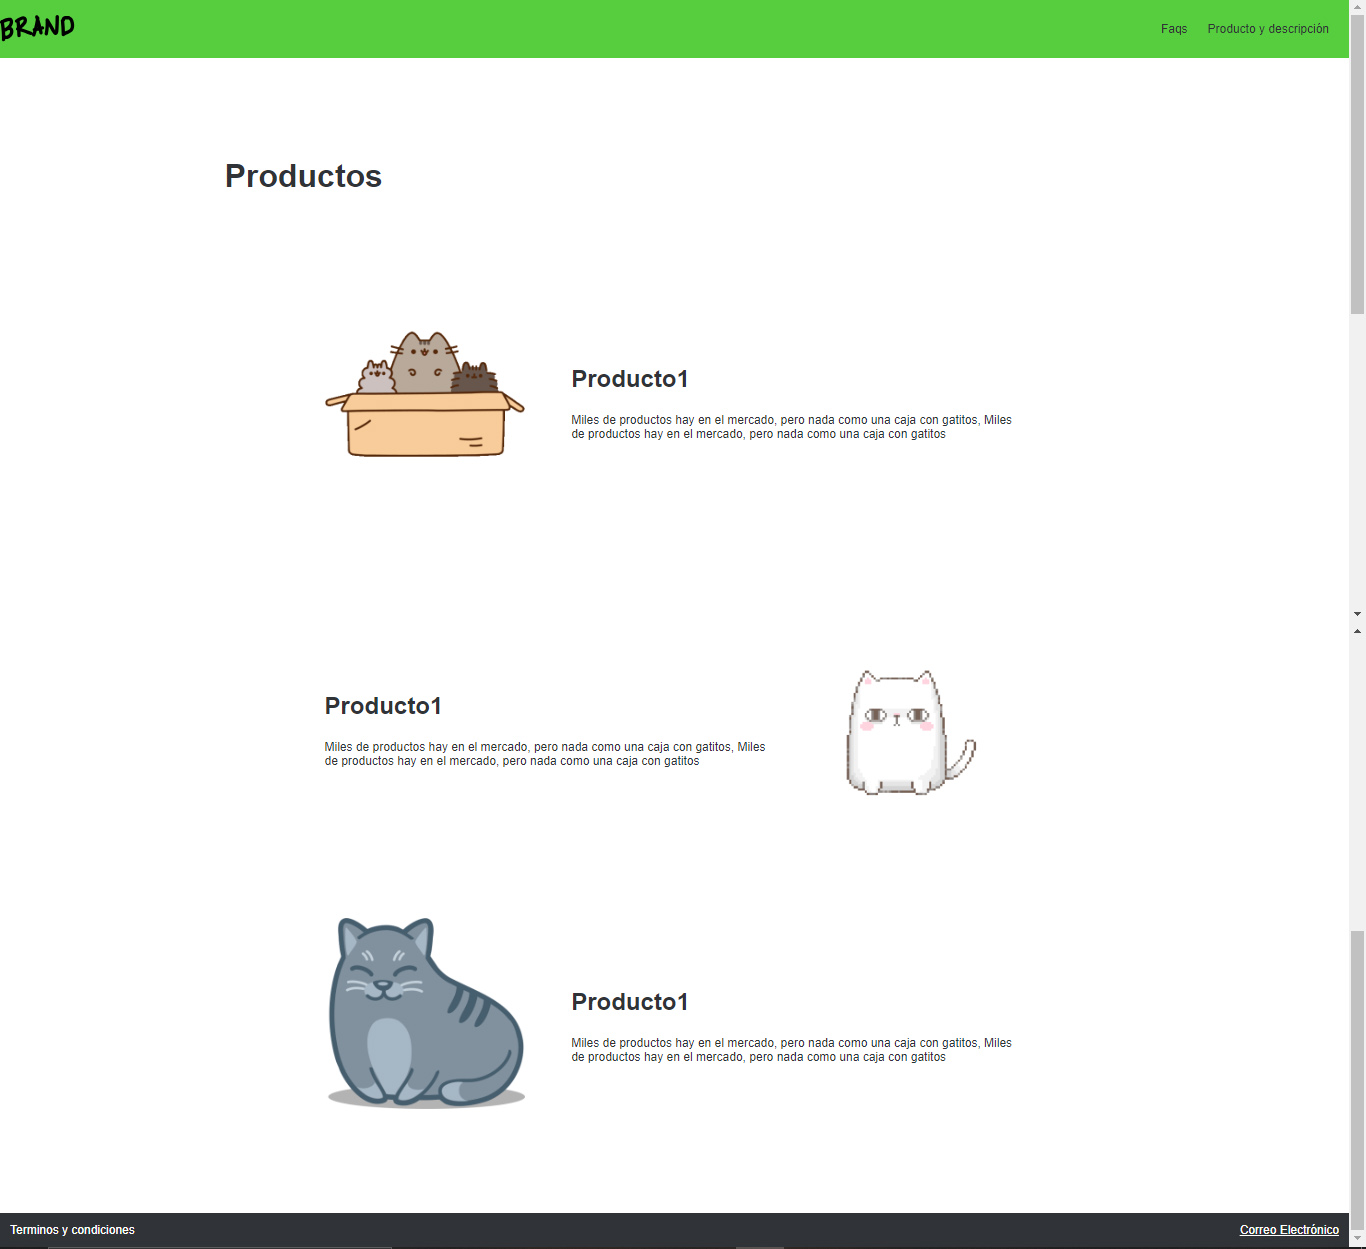 BRAND
Faqs Producto y descripción
Productos
Producto1
Miles de productos hay en el mercado, pero nada como una caja con gatitos, Miles
de productos hay en el mercado, pero nada como una caja con gatitos
Producto1
Miles de productos hay en el mercado, pero nada como una caja con gatitos, Miles
de productos hay en el mercado, pero nada como una caja con gatitos
Producto1
Miles de productos hay en el mercado, pero nada como una caja con gatitos, Miles
de productos hay en el mercado, pero nada como una caja con gatitos
Terminos y condiciones
Correo Electrónico